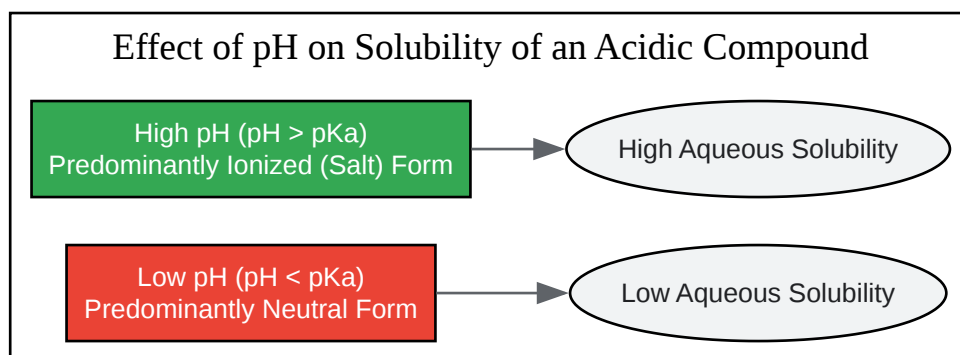 Effect of pH on Solubility of an Acidic Compound
High pH (pH > pKa)
Predominantly Ionized (Salt) Form
High Aqueous Solubility
Low pH (pH < pKa)
Predominantly Neutral Form
Low Aqueous Solubility